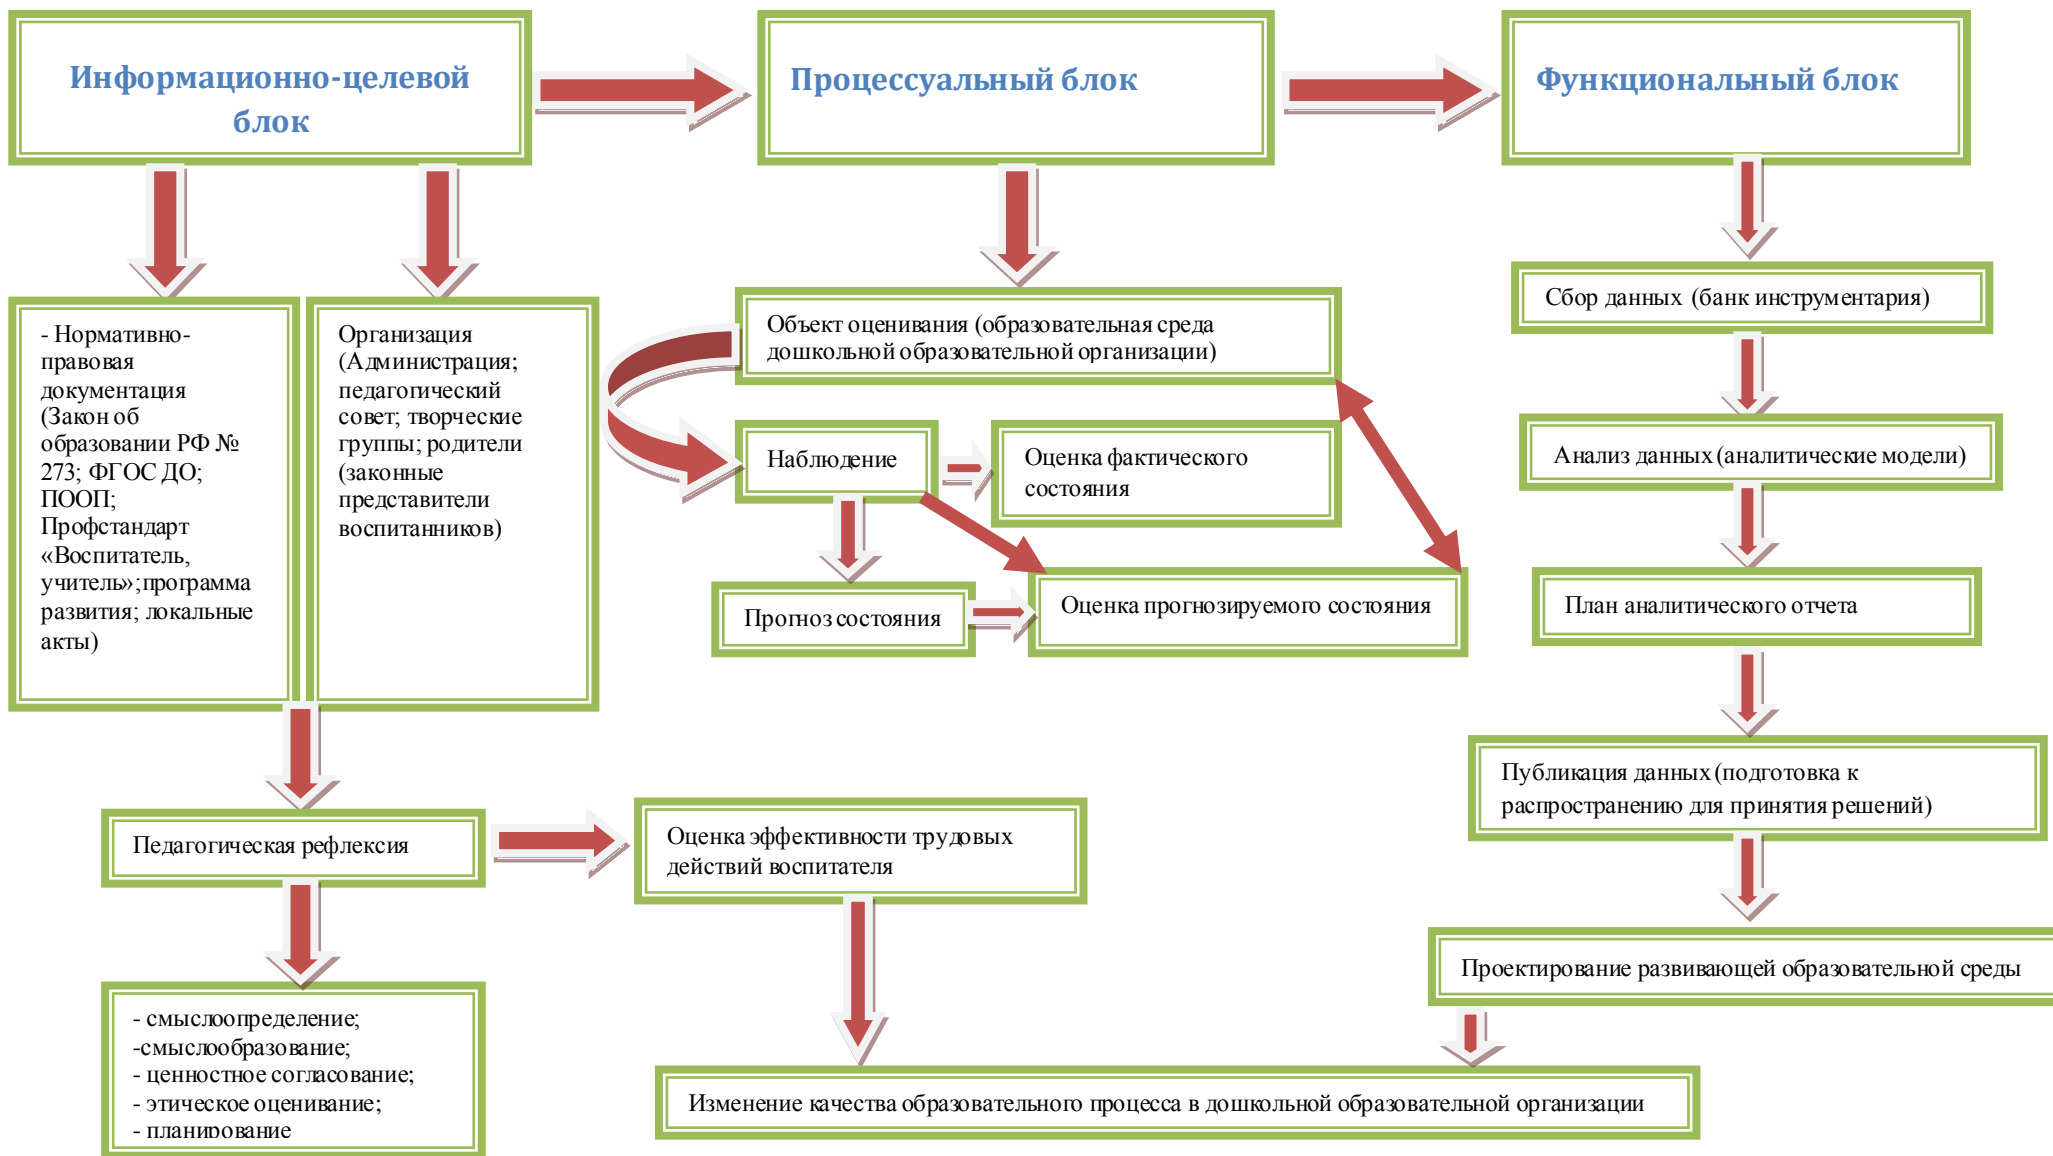 Информационно-целевой
блок
Процессуальный блок
Функциональный блок
- Нормативно-
правовая
документация
(Закон об
образовании РФ №
273; ФГОС ДО;
ПООП;
Профстандарт
«Воспитатель,
учитель»;программа
развития; локальные
акты)
Организация
(Администрация;
педагогический
совет; творческие
группы; родители
(законные
представители
воспитанников)
Объект оценивания (образовательная среда
дошкольной образовательной организации)
Наблюдение
Оценка фактического
состояния
Прогноз состояния
Оценка прогнозируемого состояния
Сбор данных (банк инструментария)
Анализ данных (аналитические модели)
План аналитического отчета
Публикация данных (подготовка к
распространению для принятия решений)
Проектирование развивающей образовательной среды
Педагогическая рефлексия
Оценка эффективности трудовых
действий воспитателя
- смыслоопределение;
-смыслообразование;
- ценностное согласование;
- этическое оценивание;
- планирование
Изменение качества образовательного процесса в дошкольной образовательной организации